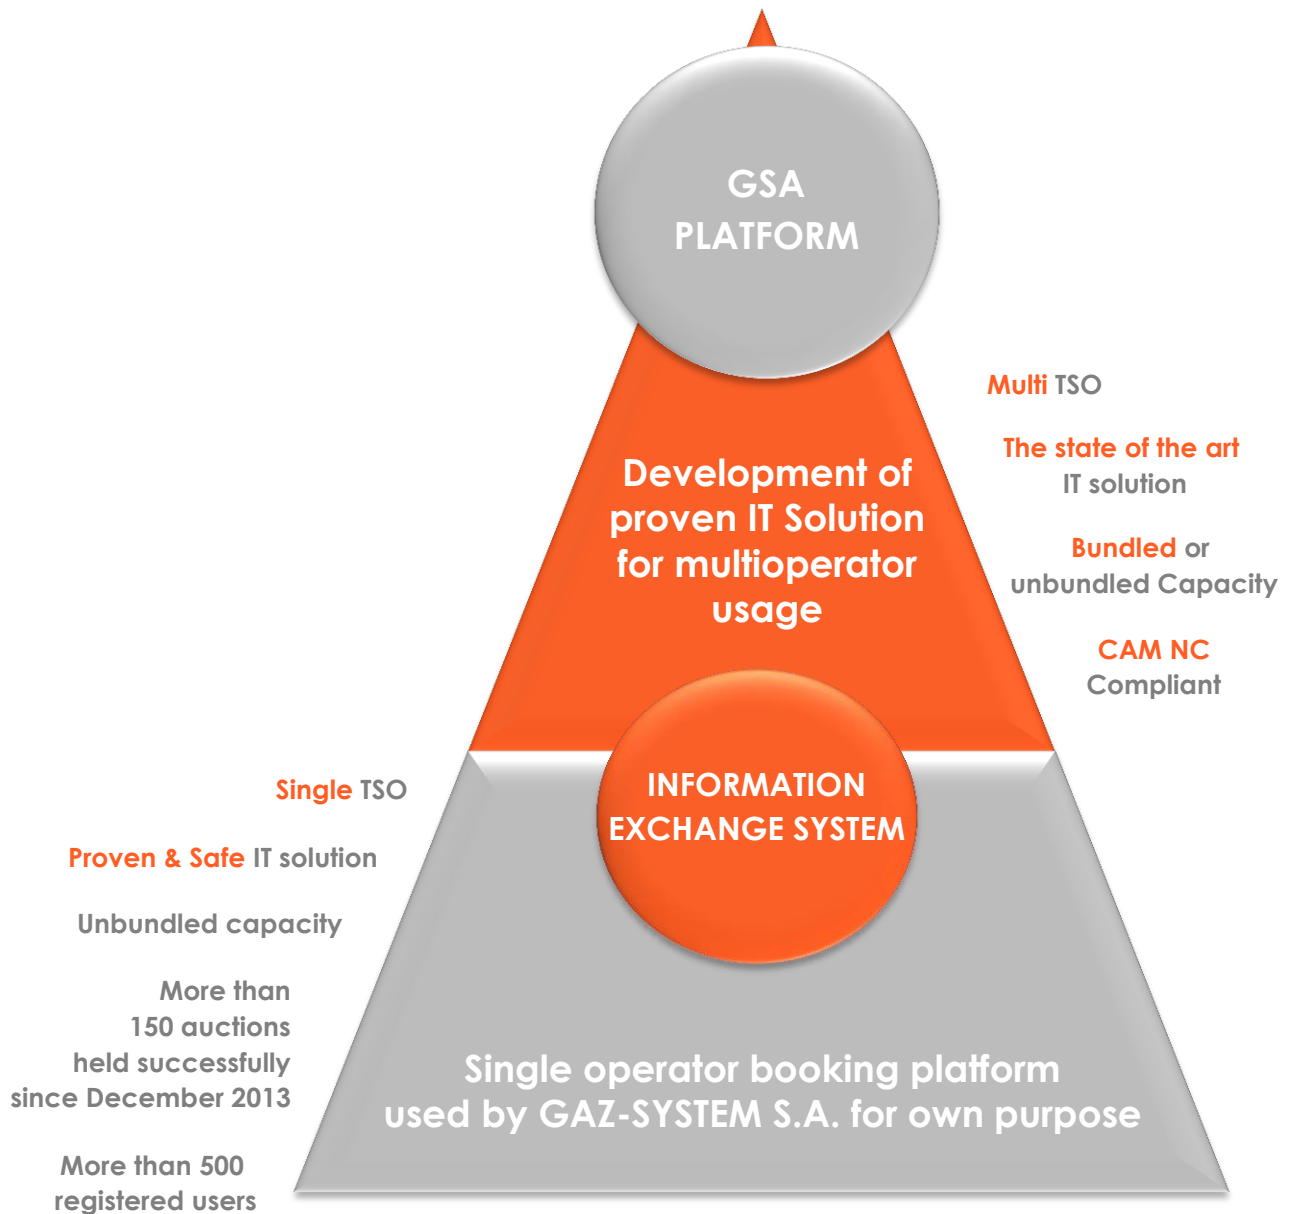 GSA
PLATFORM
Multi TSO
The state of the art
IT solution
Bundled or
unbundled Capacity
CAM NC
Compliant
Development of
proven IT Solution
for multioperator
usage
INFORMATION
EXCHANGE SYSTEM
Single TSO
Proven & Safe IT solution
Unbundled capacity
More than
150 auctions
held successfully
since December 2013
More than 500
registered users
Single operator booking platform
used by GAZ-SYSTEM S.A. for own purpose